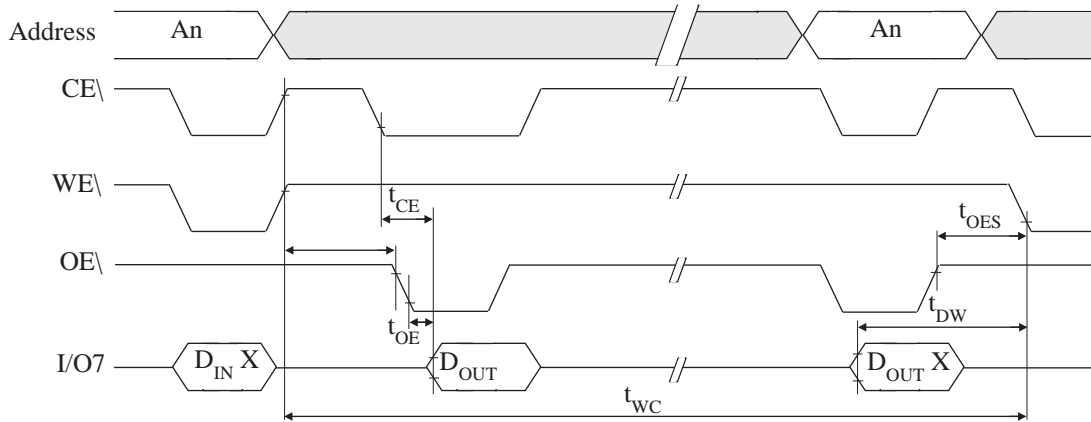 Address An An
CE\
WE\
t_CE
t_OES
OE\
t_OE
t_DW
I/O7 D_IN X D_OUT D_OUT X
t_WC